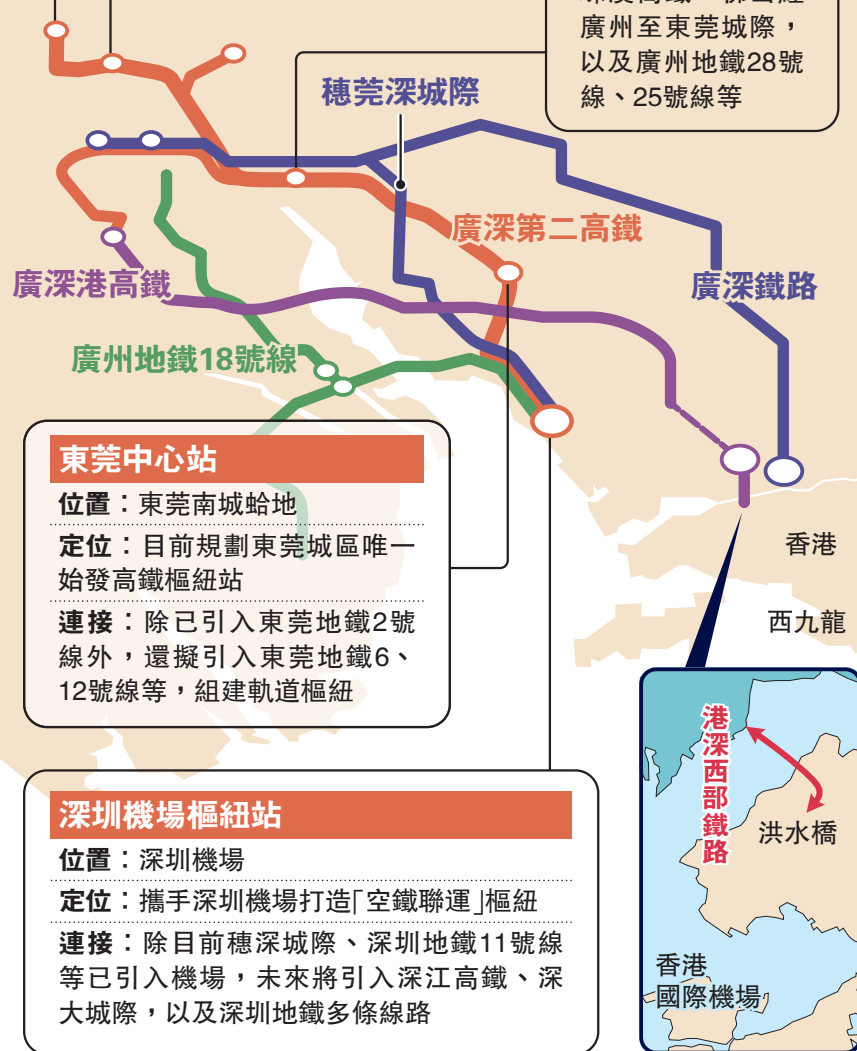 廣州至東莞城際，
以及廣州地鐵28號
線、25號線等
穗莞深城際
廣深第二高鐵
廣深港高鐵
廣深鐵路
廣州地鐵18號線
東莞中心站
位置：東莞南城蛤地
定位：目前規劃東莞城區唯一
始發高鐵樞紐站
連接：除已引入東莞地鐵2號
線外，還擬引入東莞地鐵6、
12號線等，組建軌道樞紐
香港
西九龍
深圳機場樞紐站
位置：深圳機場
定位：攜手深圳機場打造「空鐵聯運」樞紐
連接：除目前穗深城際、深圳地鐵11號線
等已引入機場，未來將引入深江高鐵、深
大城際，以及深圳地鐵多條線路
港深西部鐵路
洪水橋
香港
國際機場